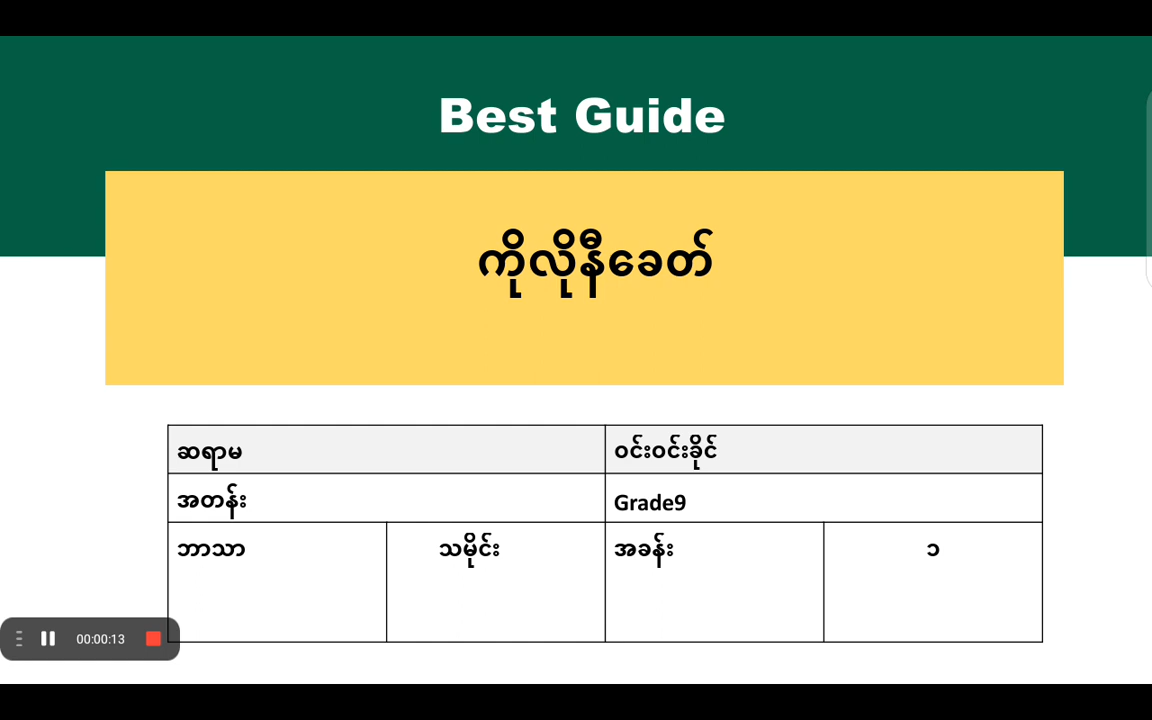 Best Guide
ကိုလိုနီခေတ်
ဆရာမ ဝင်းဝင်းခိုင်
အတန်း Grade9
ဘာသာ သမိုင်း အခန်း ၁
00:00:13